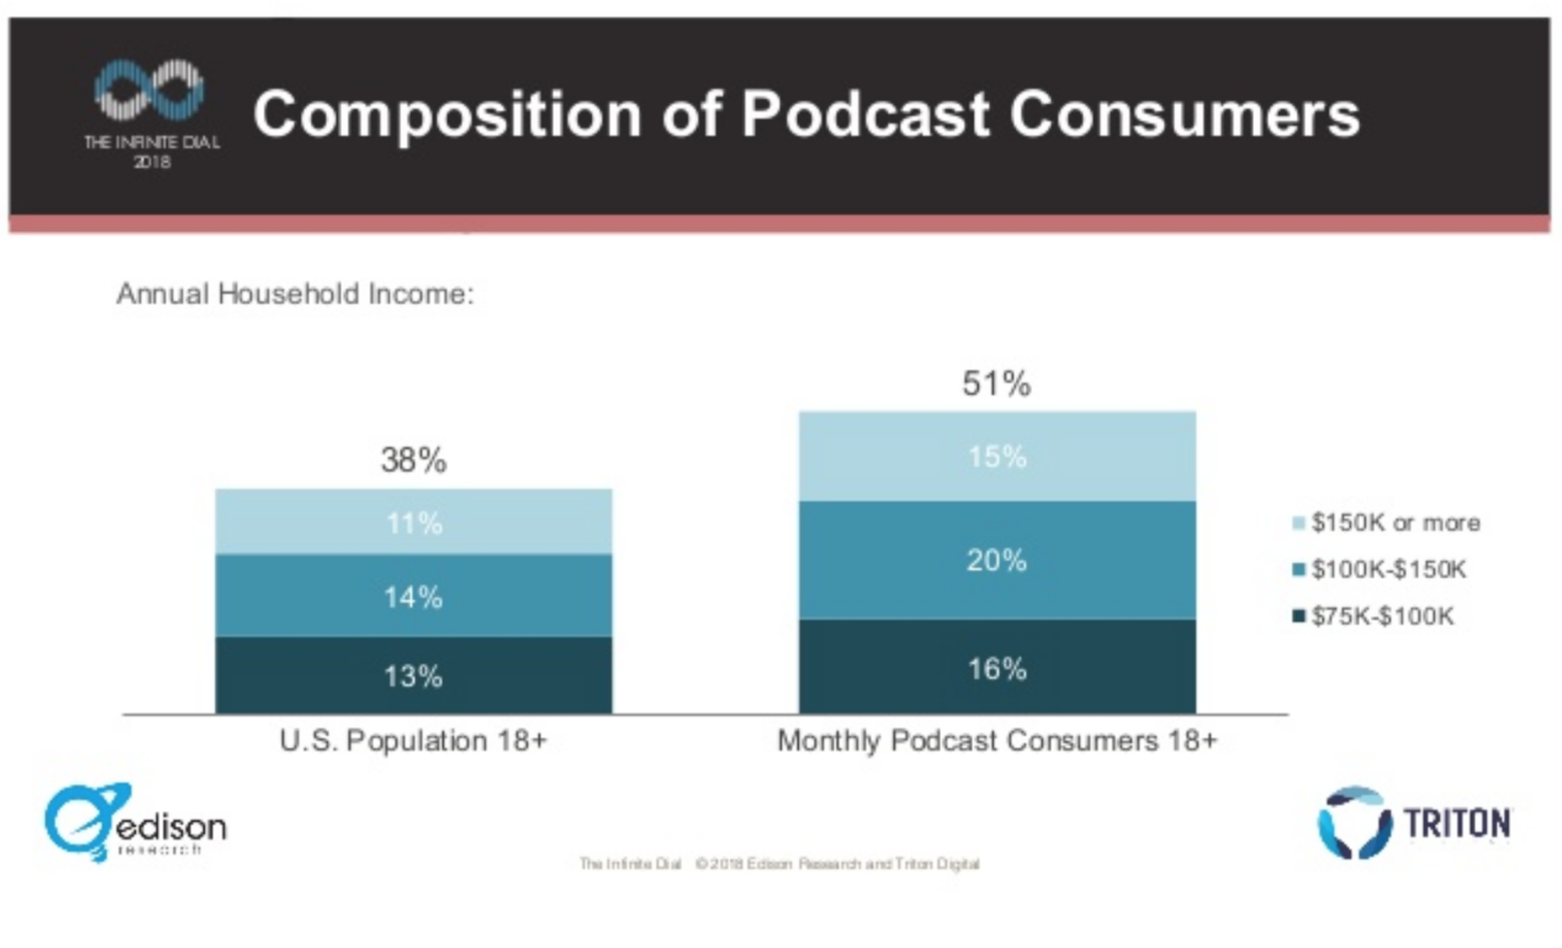 THE INFINITE DIAL
2018
Composition of Podcast Consumers
Annual Household Income:
38%
11%
14%
13%
51%
15%
20%
16%
$150K or more
$100K-$150K
$75K-$100K
U.S. Population 18+
Monthly Podcast Consumers 18+
edison
research
TRITON
The Infinite Dial © 2018 Edison Research and Triton Digital